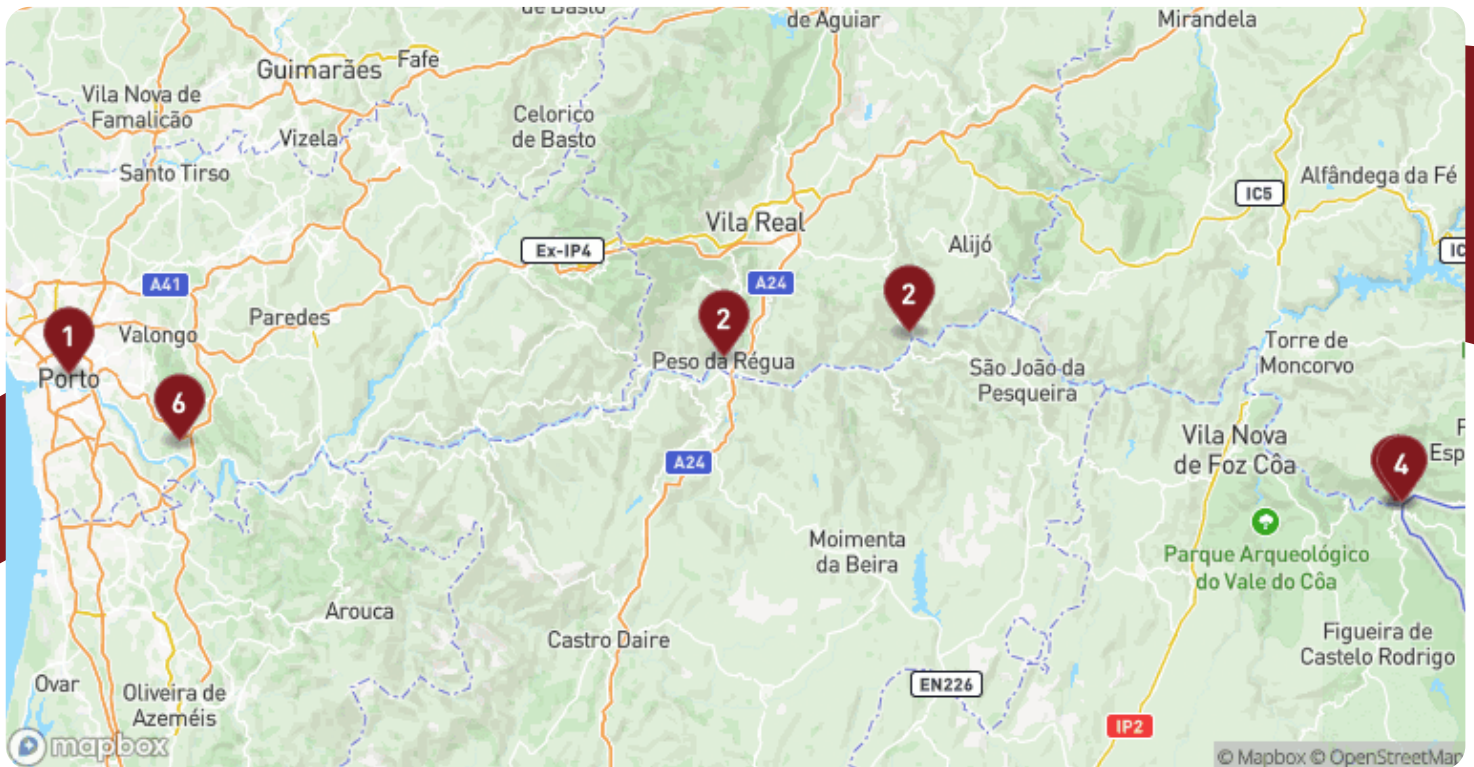 de Basto
de Aguiar
Mirandela
Guimarães
Fafe
Vila Nova de
Famalicão
Celorico
de Basto
Vizela
Santo Tirso
Alfândega da Fé
IC5
Vila Real
Alijó
Ex-IP4
IC
A41
A24
2
2
Paredes
1
Valongo
Peso da Régua
Torre de
Moncorvo
São João da
Pesqueira
Porto
6
Vila Nova
de Foz Côa
F
Esp
4
A24
Moimenta
da Beira
Parque Arqueológico
do Vale do Côa
Arouca
Castro Daire
Figueira de
Castelo Rodrigo
Ovar
Oliveira de
Azeméis
EN226
IP2
mapbox
© Mapbox © OpenStreetMap